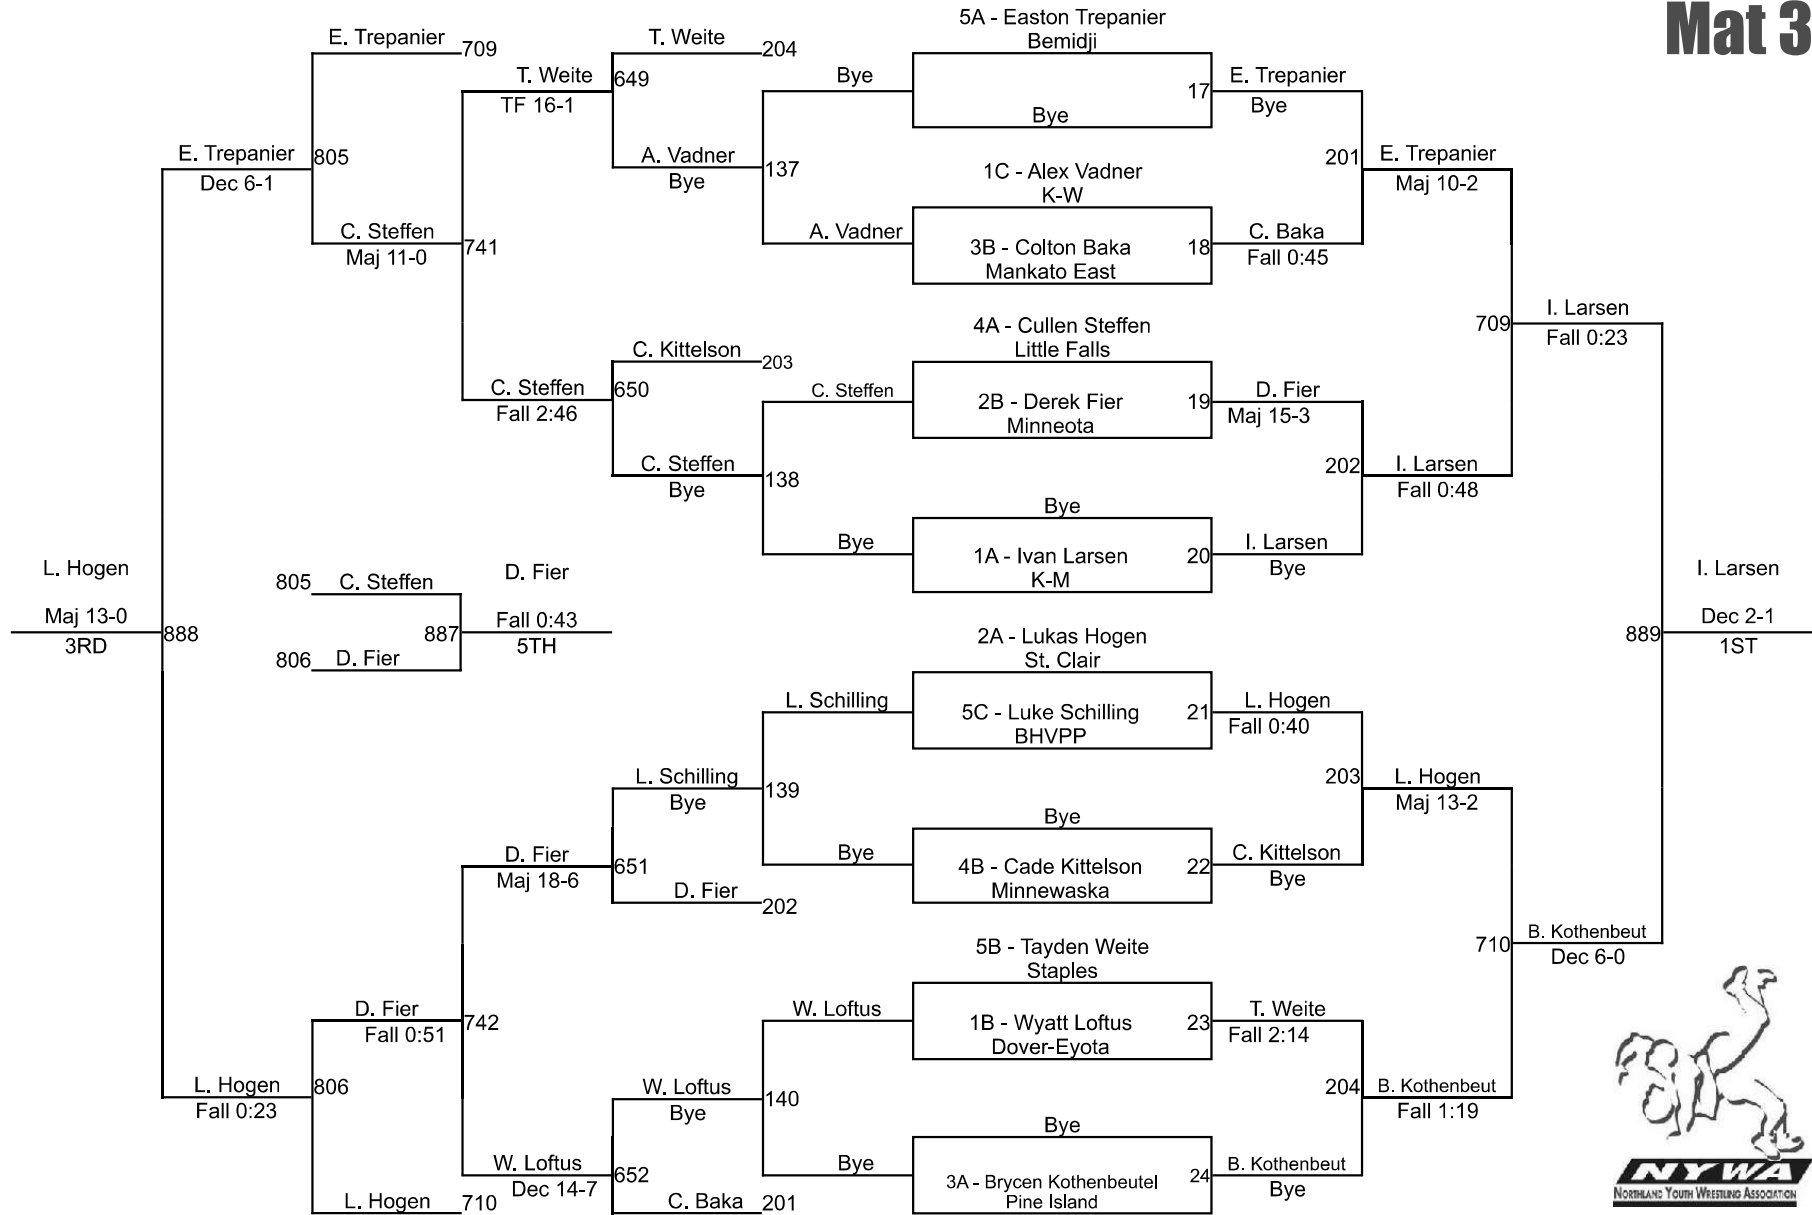 Mat 3
5A - Easton Trepanier
Bemidji
E. Trepanier
709
T. Weite
204
T. Weite
649
TF 16-1
Bye
17
E. Trepanier
Bye
Bye
E. Trepanier
805
Dec 6-1
A. Vadner
137
Bye
1C - Alex Vadner
K-W
201
E. Trepanier
Maj 10-2
C. Steffen
741
Maj 11-0
A. Vadner
3B - Colton Baka
Mankato East
18
C. Baka
Fall 0:45
4A - Cullen Steffen
Little Falls
709
I. Larsen
Fall 0:23
C. Kittelson
203
C. Steffen
650
Fall 2:46
C. Steffen
2B - Derek Fier
Minneota
19
D. Fier
Maj 15-3
C. Steffen
138
Bye
202
I. Larsen
Fall 0:48
Bye
Bye
1A - Ivan Larsen
K-M
20
I. Larsen
Bye
L. Hogen
Maj 13-0
3RD
888
805
C. Steffen
806
D. Fier
887
D. Fier
Fall 0:43
5TH
I. Larsen
889
Dec 2-1
1ST
2A - Lukas Hogen
St. Clair
L. Schilling
5C - Luke Schilling
BHVPP
21
L. Hogen
Fall 0:40
L. Schilling
139
Bye
203
L. Hogen
Maj 13-2
Bye
Bye
4B - Cade Kittelson
Minnewaska
22
C. Kittelson
Bye
D. Fier
651
Maj 18-6
D. Fier
202
5B - Tayden Weite
Staples
710
B. Kothenbeut
Dec 6-0
W. Loftus
1B - Wyatt Loftus
Dover-Eyota
23
T. Weite
Fall 2:14
D. Fier
742
Fall 0:51
L. Hogen
806
Fall 0:23
W. Loftus
140
Bye
204
B. Kothenbeut
Fall 1:19
Bye
Bye
3A - Brycen Kothenbeutel
Pine Island
24
B. Kothenbeut
Bye
W. Loftus
652
Dec 14-7
L. Hogen
710
C. Baka
201
NYWA
NORTHLAND YOUTH WRESTLING ASSOCIATION